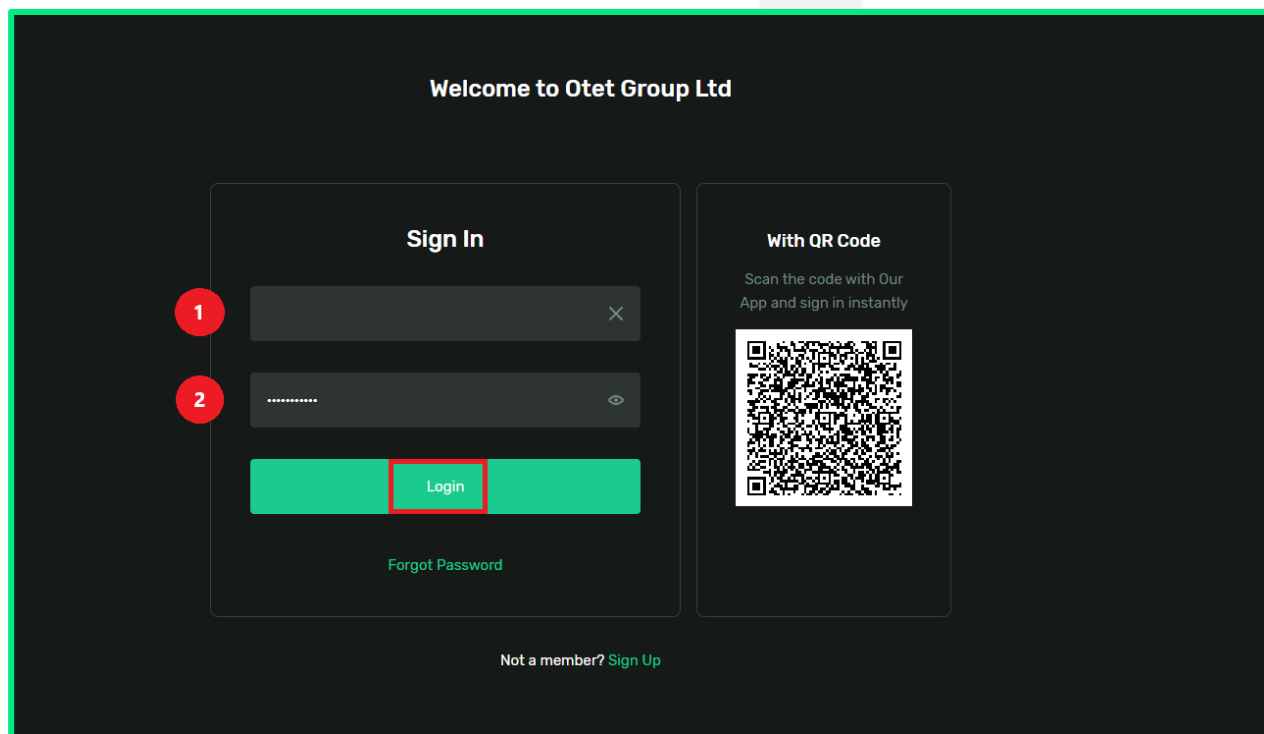 Welcome to Otet Group Ltd
Sign In
1
2
•••••••••••
Login
Forgot Password
With QR Code
Scan the code with Our
App and sign in instantly
Not a member? Sign Up